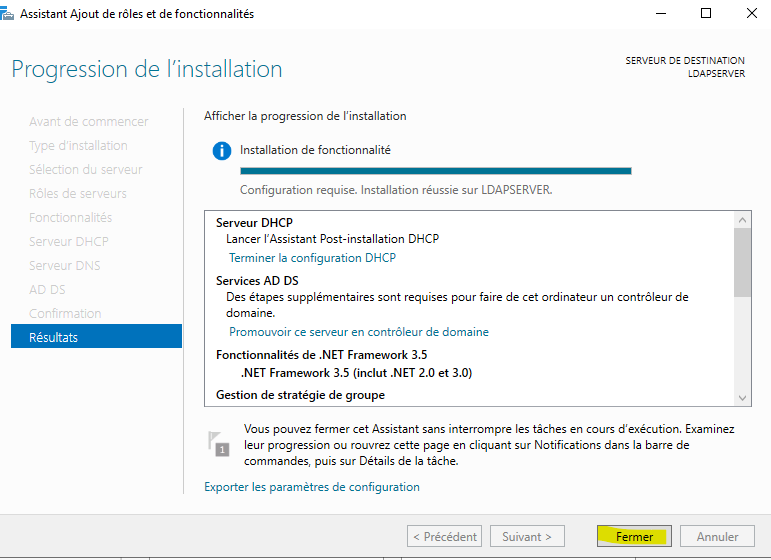 Assistant Ajout de rôles et de fonctionnalités
Progression de l'installation
SERVEUR DE DESTINATION
LDAPSERVER
Avant de commencer
Type d'installation
Sélection du serveur
Rôles de serveurs
Fonctionnalités
Serveur DHCP
Serveur DNS
AD DS
Confirmation
Résultats
Afficher la progression de l'installation
Installation de fonctionnalité
Configuration requise. Installation réussie sur LDAPSERVER.
Serveur DHCP
Lancer l'Assistant Post-installation DHCP
Terminer la configuration DHCP
Services AD DS
Des étapes supplémentaires sont requises pour faire de cet ordinateur un contrôleur de
domaine.
Promouvoir ce serveur en contrôleur de domaine
Fonctionnalités de .NET Framework 3.5
.NET Framework 3.5 (inclut .NET 2.0 et 3.0)
Gestion de stratégie de groupe
1
Vous pouvez fermer cet Assistant sans interrompre les tâches en cours d'exécution. Examinez
leur progression ou rouvrez cette page en cliquant sur Notifications dans la barre de
commandes, puis sur Détails de la tâche.
Exporter les paramètres de configuration
< Précédent
Suivant >
Fermer
Annuler